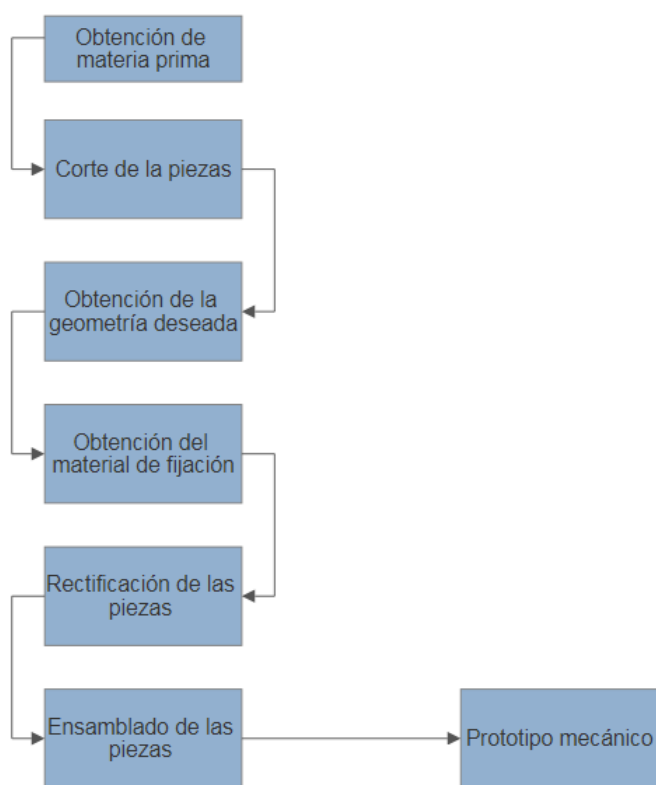 Obtención de
materia prima
Corte de la piezas
Obtención de la
geometría deseada
Obtención del
material de fijación
Rectificación de las
piezas
Ensamblado de las
piezas
Prototipo mecánico